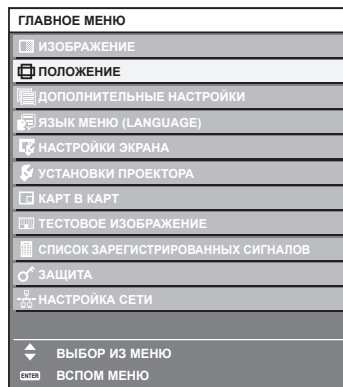 ГЛАВНОЕ МЕНЮ
ИЗОБРАЖЕНИЕ
ПОЛОЖЕНИЕ
ДОПОЛНИТЕЛЬНЫЕ НАСТРОЙКИ
ЯЗЫК МЕНЮ (LANGUAGE)
НАСТРОЙКИ ЭКРАНА
УСТАНОВКИ ПРОЕКТОРА
КАРТ В КАРТ
ТЕСТОВОЕ ИЗОБРАЖЕНИЕ
СПИСОК ЗАРЕГИСТРИРОВАННЫХ СИГНАЛОВ
ЗАЩИТА
НАСТРОЙКА СЕТИ
ВЫБОР ИЗ МЕНЮ
ENTER ВСПОМ МЕНЮ